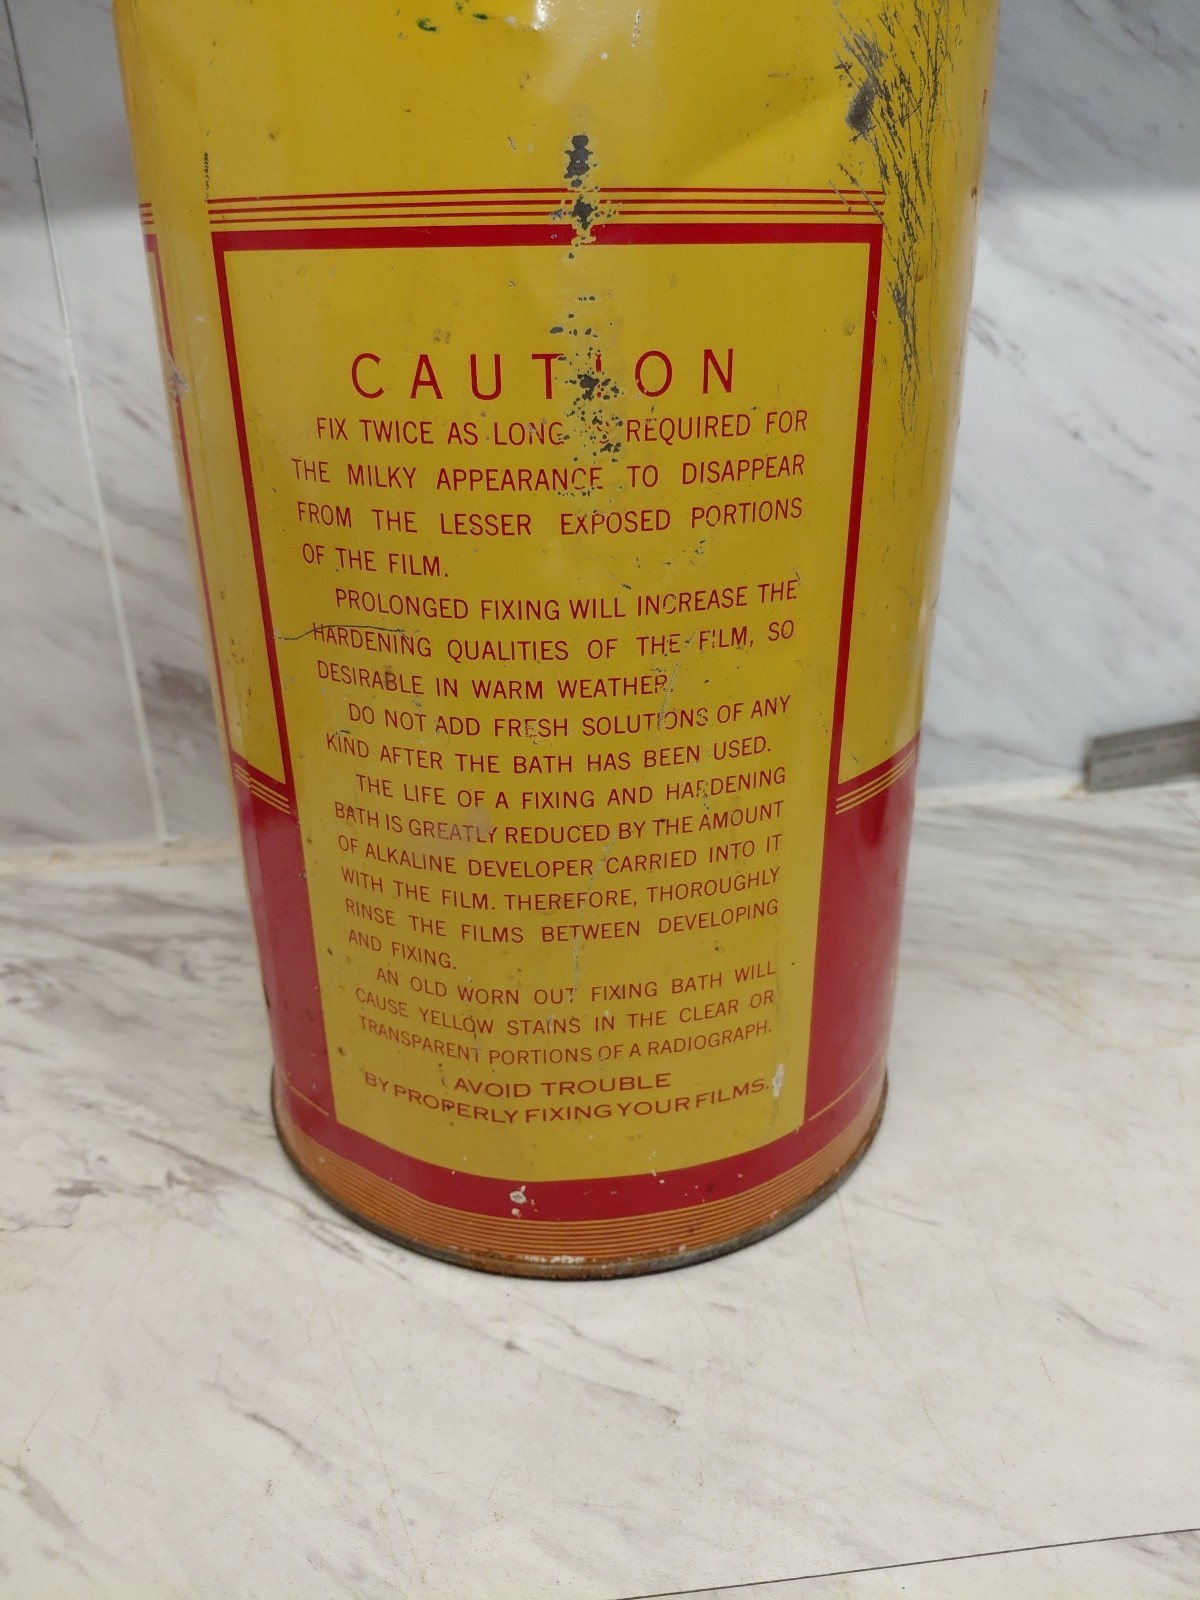 CAUTION
FIX TWICE AS LONG IS REQUIRED FOR
THE MILKY APPEARANCE TO DISAPPEAR
FROM THE LESSER EXPOSED PORTIONS
OF THE FILM.
PROLONGED FIXING WILL INCREASE THE
HARDENING QUALITIES OF THE FILM, SO
DESIRABLE IN WARM WEATHER.
DO NOT ADD FRESH SOLUTIONS OF ANY
KIND AFTER THE BATH HAS BEEN USED.
THE LIFE OF A FIXING AND HARDENING
BATH IS GREATLY REDUCED BY THE AMOUNT
OF ALKALINE DEVELOPER CARRIED INTO IT
WITH THE FILM. THEREFORE, THOROUGHLY
RINSE THE FILMS BETWEEN DEVELOPING
AND FIXING.
AN OLD WORN OUT FIXING BATH WILL
CAUSE YELLOW STAINS IN THE CLEAR OR
TRANSPARENT PORTIONS OF A RADIOGRAPH.
AVOID TROUBLE
BY PROPERLY FIXING YOUR FILMS.